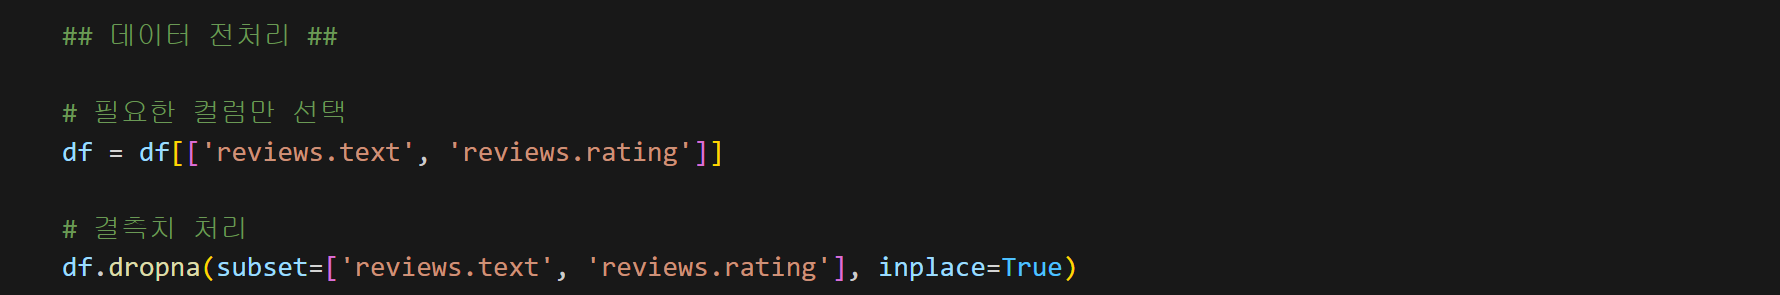 ## 데이터 전처리 ##
# 필요한 컬럼만 선택
df = df[['reviews.text', 'reviews.rating']]
# 결측치 처리
df.dropna(subset=['reviews.text', 'reviews.rating'], inplace=True)